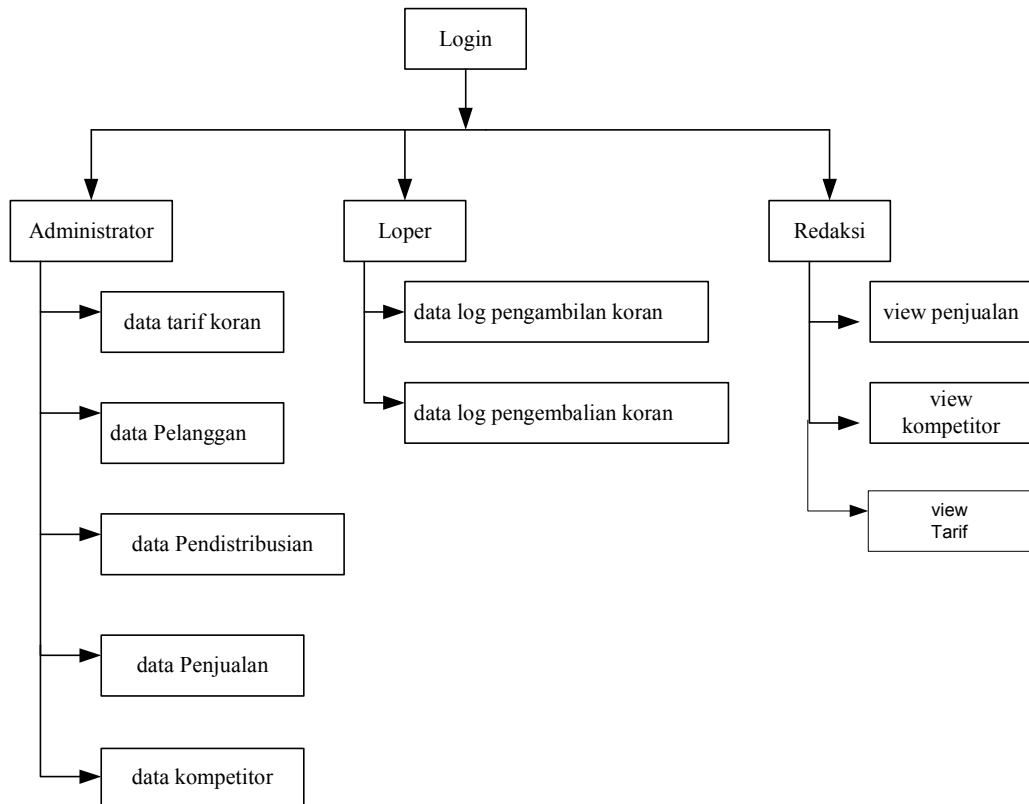 Login
Administrator
Loper
Redaksi
data tarif koran
data Pelanggan
data Pendistribusian
data Penjualan
data kompetitor
data log pengambilan koran
data log pengembalian koran
view penjualan
view
kompetitor
view
Tarif